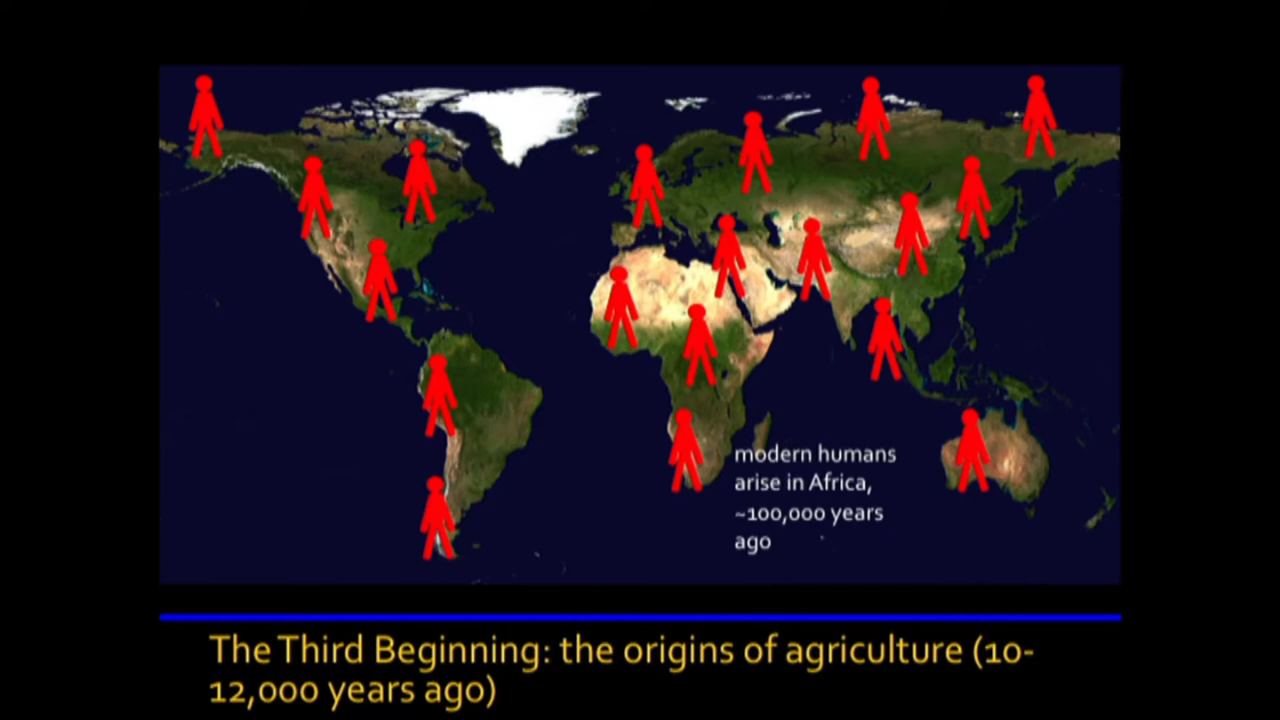 modern humans
arise in Africa,
~100,000 years
ago
The Third Beginning: the origins of agriculture (10-
12,000 years ago)